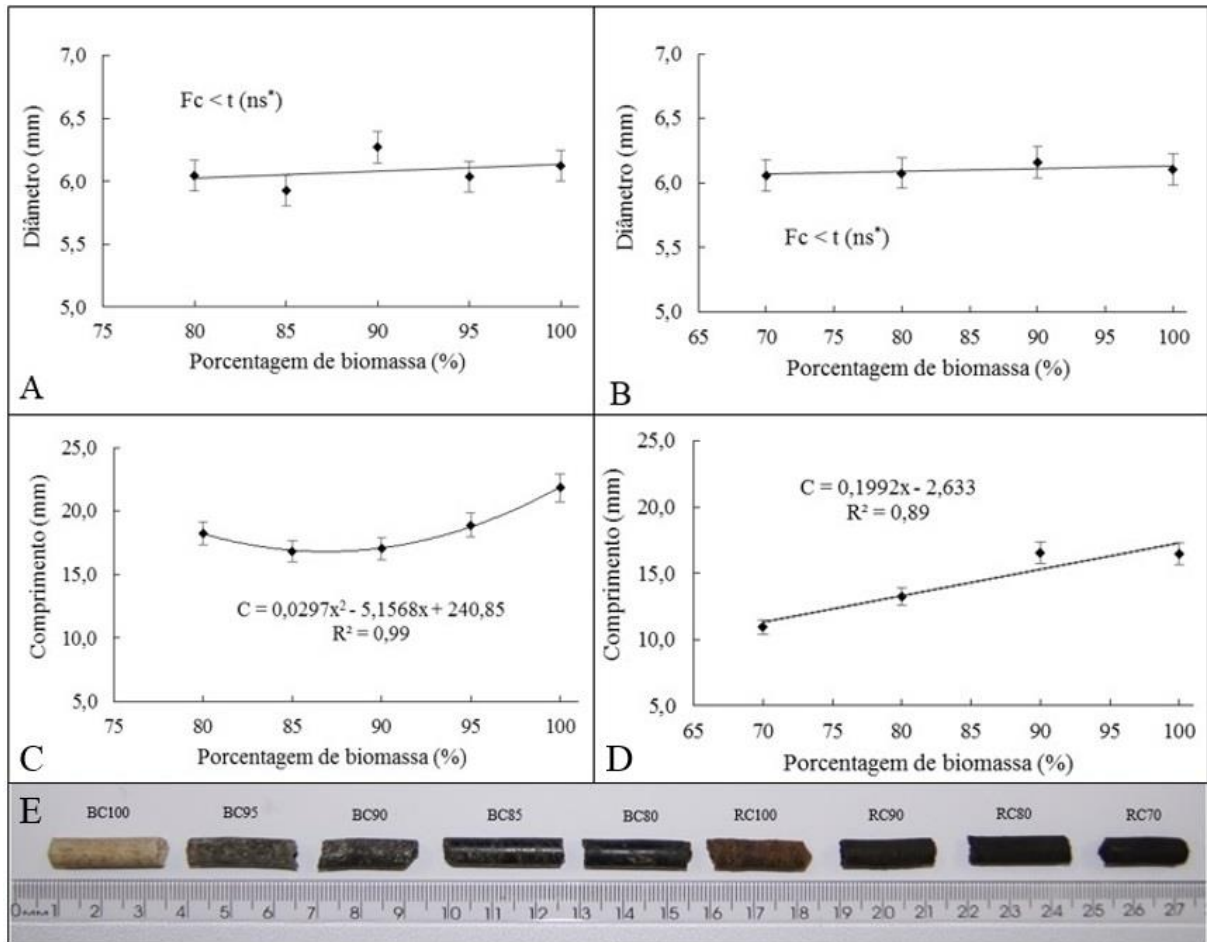 7,0
6,5
6,0
5,5
5,0
Diâmetro (mm)
Fc < t (ns*)
75 80 85 90 95 100
Porcentagem de biomassa (%)
A
7,0
6,5
6,0
5,5
5,0
Diâmetro (mm)
Fc < t (ns*)
65 70 75 80 85 90 95 100
Porcentagem de biomassa (%)
B
25,0
20,0
15,0
10,0
5,0
Comprimento (mm)
C = 0,0297x² - 5,1568x + 240,85
R² = 0,99
75 80 85 90 95 100
Porcentagem de biomassa (%)
C
25,0
20,0
15,0
10,0
5,0
Comprimento (mm)
C = 0,1992x - 2,633
R² = 0,89
65 70 75 80 85 90 95 100
Porcentagem de biomassa (%)
D
E
BC100 BC95 BC90 BC85 BC80 RC100 RC90 RC80 RC70
0MM 1 2 3 4 5 6 7 8 9 10 11 12 13 14 15 16 17 18 19 20 21 22 23 24 25 26 27